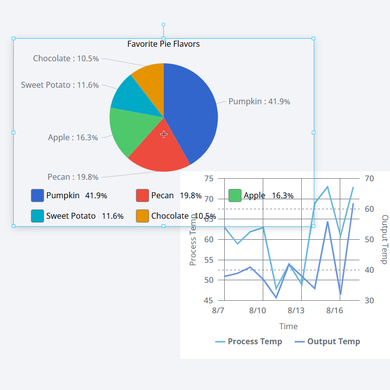 Favorite Pie Flavors
Chocolate : 10.5%
Sweet Potato : 11.6%
Pumpkin : 41.9%
Apple : 16.3%
Pecan : 19.8%
Pumpkin 41.9% Pecan 19.8% Apple 16.3%
Sweet Potato 11.6% Chocolate 10.5%
Process Temp
75
70
65
60
55
50
45
70
60
50
40
30
Output Temp
8/7 8/10 8/13 8/16
Time
Process Temp Output Temp